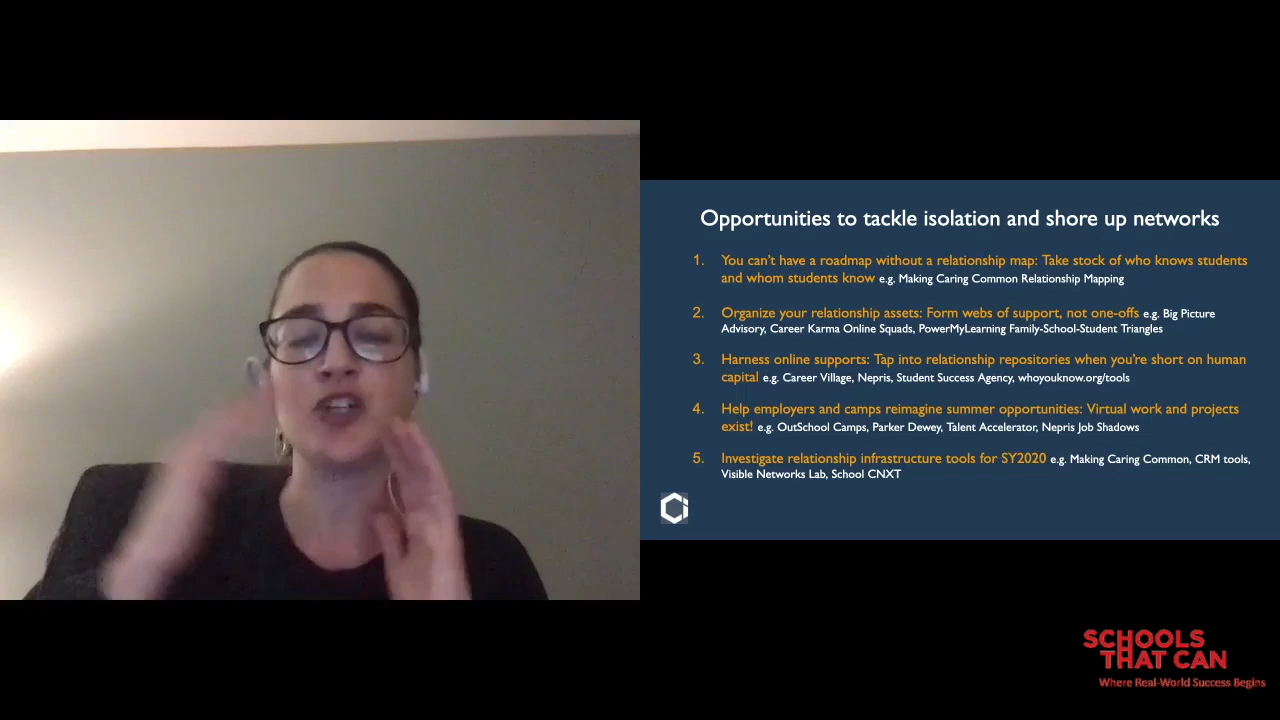 Opportunities to tackle isolation and shore up networks
1. You can't have a roadmap without a relationship map: Take stock of who knows students
and whom students know e.g. Making Caring Common Relationship Mapping
2. Organize your relationship assets: Form webs of support, not one-offs e.g. Big Picture
Advisory, Career Karma Online Squads, PowerMyLearning Family-School-Student Triangles
3. Harness online supports: Tap into relationship repositories when you're short on human
capital e.g. Career Village, Nepris, Student Success Agency, whoyouknow.org/tools
4. Help employers and camps reimagine summer opportunities: Virtual work and projects
exist! e.g. OutSchool Camps, Parker Dewey, Talent Accelerator, Nepris Job Shadows
5. Investigate relationship infrastructure tools for SY2020 e.g. Making Caring Common, CRM tools,
Visible Networks Lab, School CNXT
SCHOOLS
THAT CAN
Where Real-World Success Begins